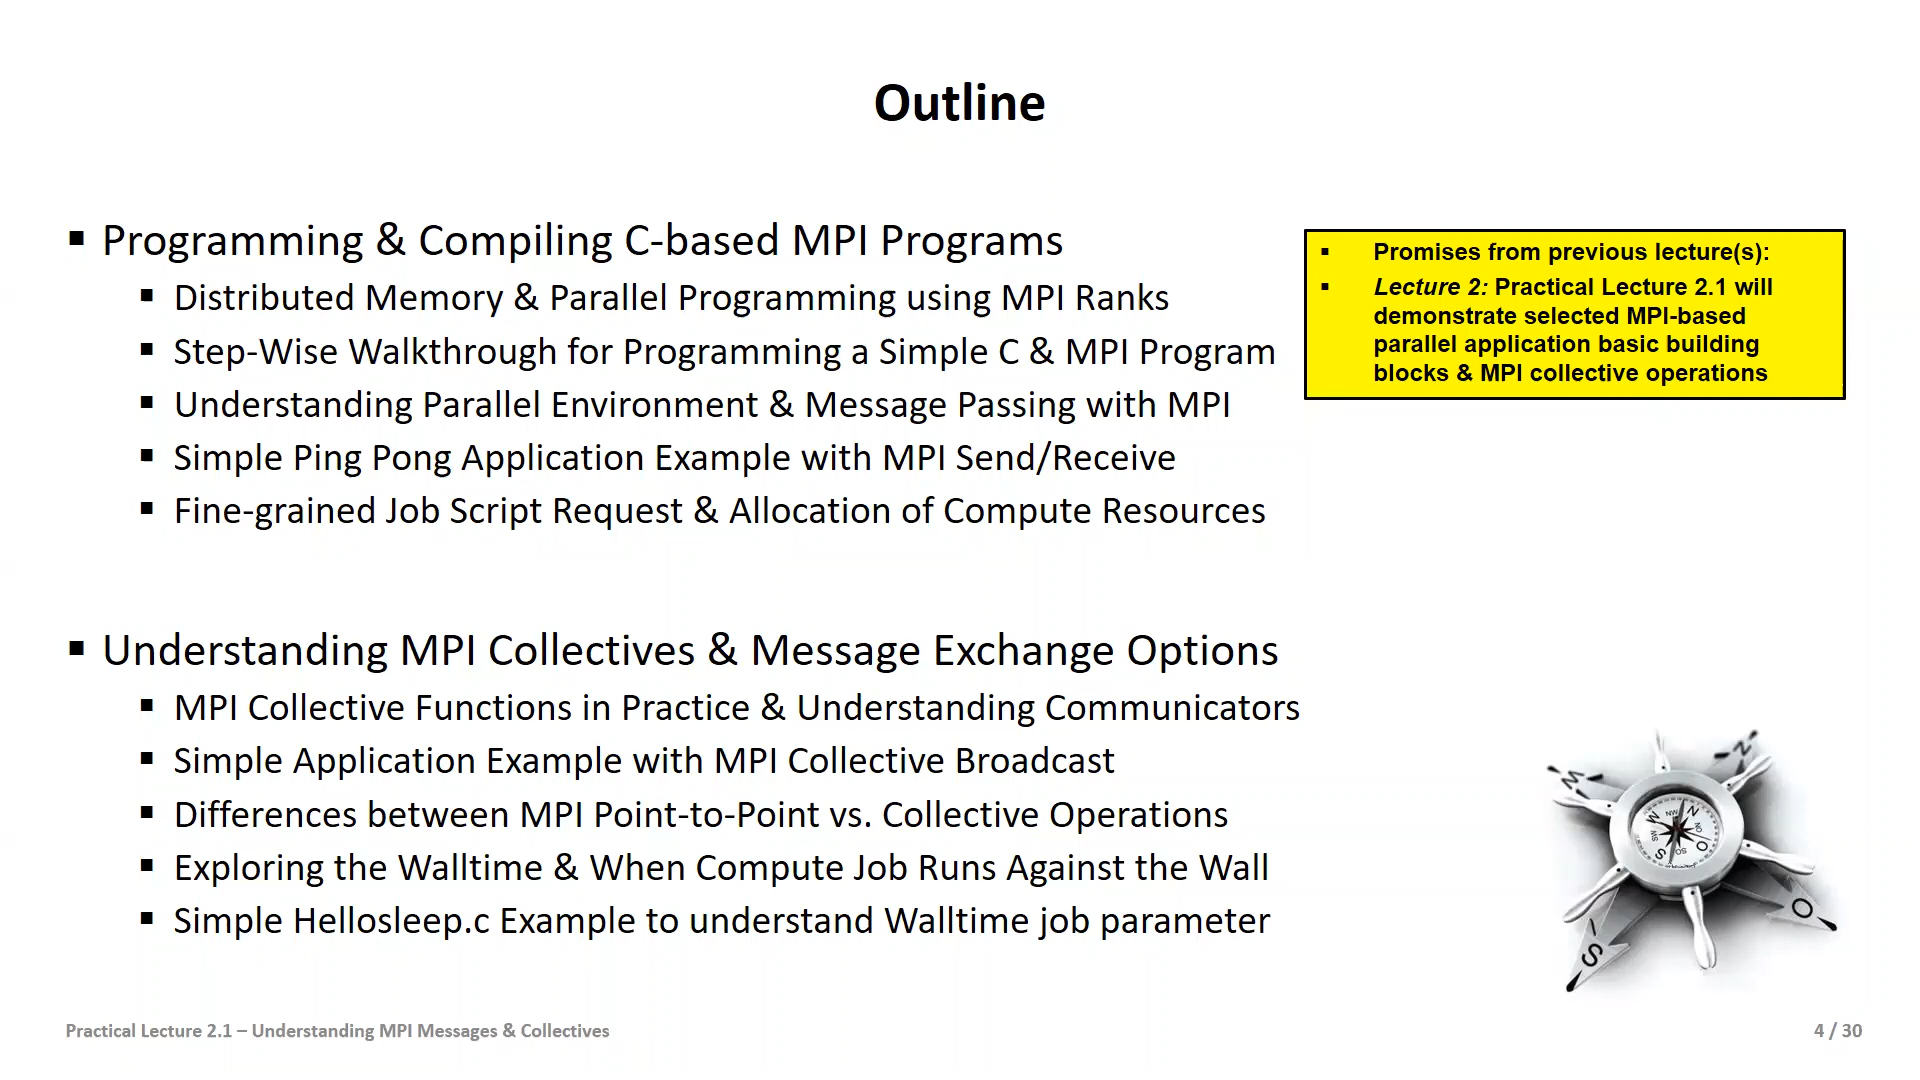 Outline
▪ Programming & Compiling C-based MPI Programs
▪ Distributed Memory & Parallel Programming using MPI Ranks
▪ Step-Wise Walkthrough for Programming a Simple C & MPI Program
▪ Understanding Parallel Environment & Message Passing with MPI
▪ Simple Ping Pong Application Example with MPI Send/Receive
▪ Fine-grained Job Script Request & Allocation of Compute Resources
▪ Promises from previous lecture(s):
▪ Lecture 2: Practical Lecture 2.1 will
demonstrate selected MPI-based
parallel application basic building
blocks & MPI collective operations
▪ Understanding MPI Collectives & Message Exchange Options
▪ MPI Collective Functions in Practice & Understanding Communicators
▪ Simple Application Example with MPI Collective Broadcast
▪ Differences between MPI Point-to-Point vs. Collective Operations
▪ Exploring the Walltime & When Compute Job Runs Against the Wall
▪ Simple Hellosleep.c Example to understand Walltime job parameter
W
N
S
O
Practical Lecture 2.1 – Understanding MPI Messages & Collectives
4 / 30